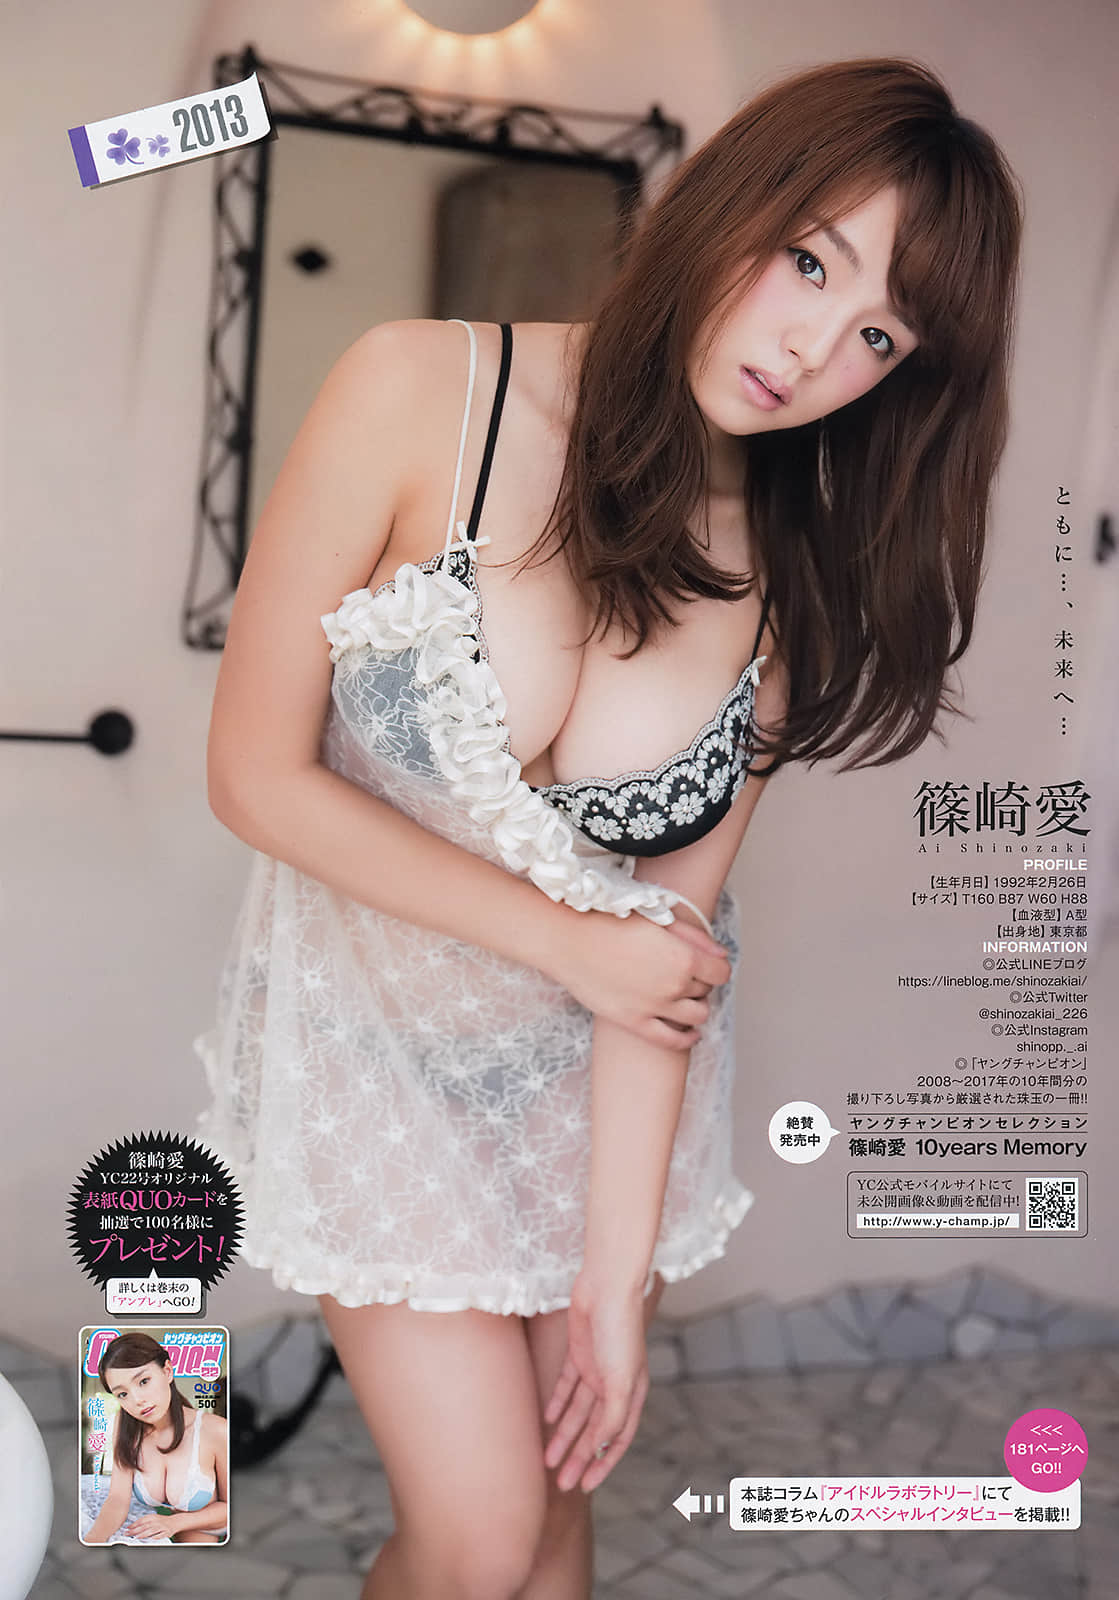 2013
ともに…、未来へ…
篠崎愛
Ai Shinozaki
PROFILE
【生年月日】1992年2月26日
【サイズ】T160 B87 W60 H88
【血液型】A型
【出身地】東京都
INFORMATION
◎公式LINEブログ
https://lineblog.me/shinozakiai/
◎公式Twitter
@shinozakiai_226
◎公式Instagram
shinopp._.ai
◎「ヤングチャンピオン」
2008〜2017年の10年間分の
撮り下ろし写真から厳選された珠玉の一冊!!
絶賛
発売中
ヤングチャンピオンセレクション
篠崎愛 10years Memory
YC公式モバイルサイトにて
未公開画像&動画を配信中!
http://www.y-champ.jp/
篠崎愛
YC22号オリジナル
表紙QUOカードを
抽選で100名様に
プレゼント!
詳しくは巻末の
「アンプレ」へGO!
YOUNG
ヤングチャンピオン
CHAMPION
22
QUO
500
篠崎愛
<<<
181ページへ
GO!!
本誌コラム『アイドルラボラトリー』にて
篠崎愛ちゃんのスペシャルインタビューを掲載!!